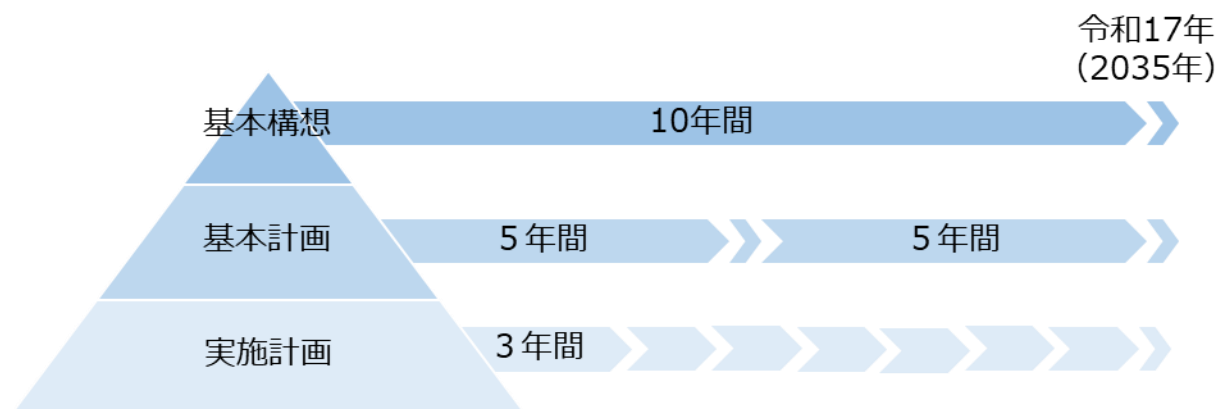 令和17年
（2035年）
基本構想
10年間
基本計画
５年間
５年間
実施計画
３年間